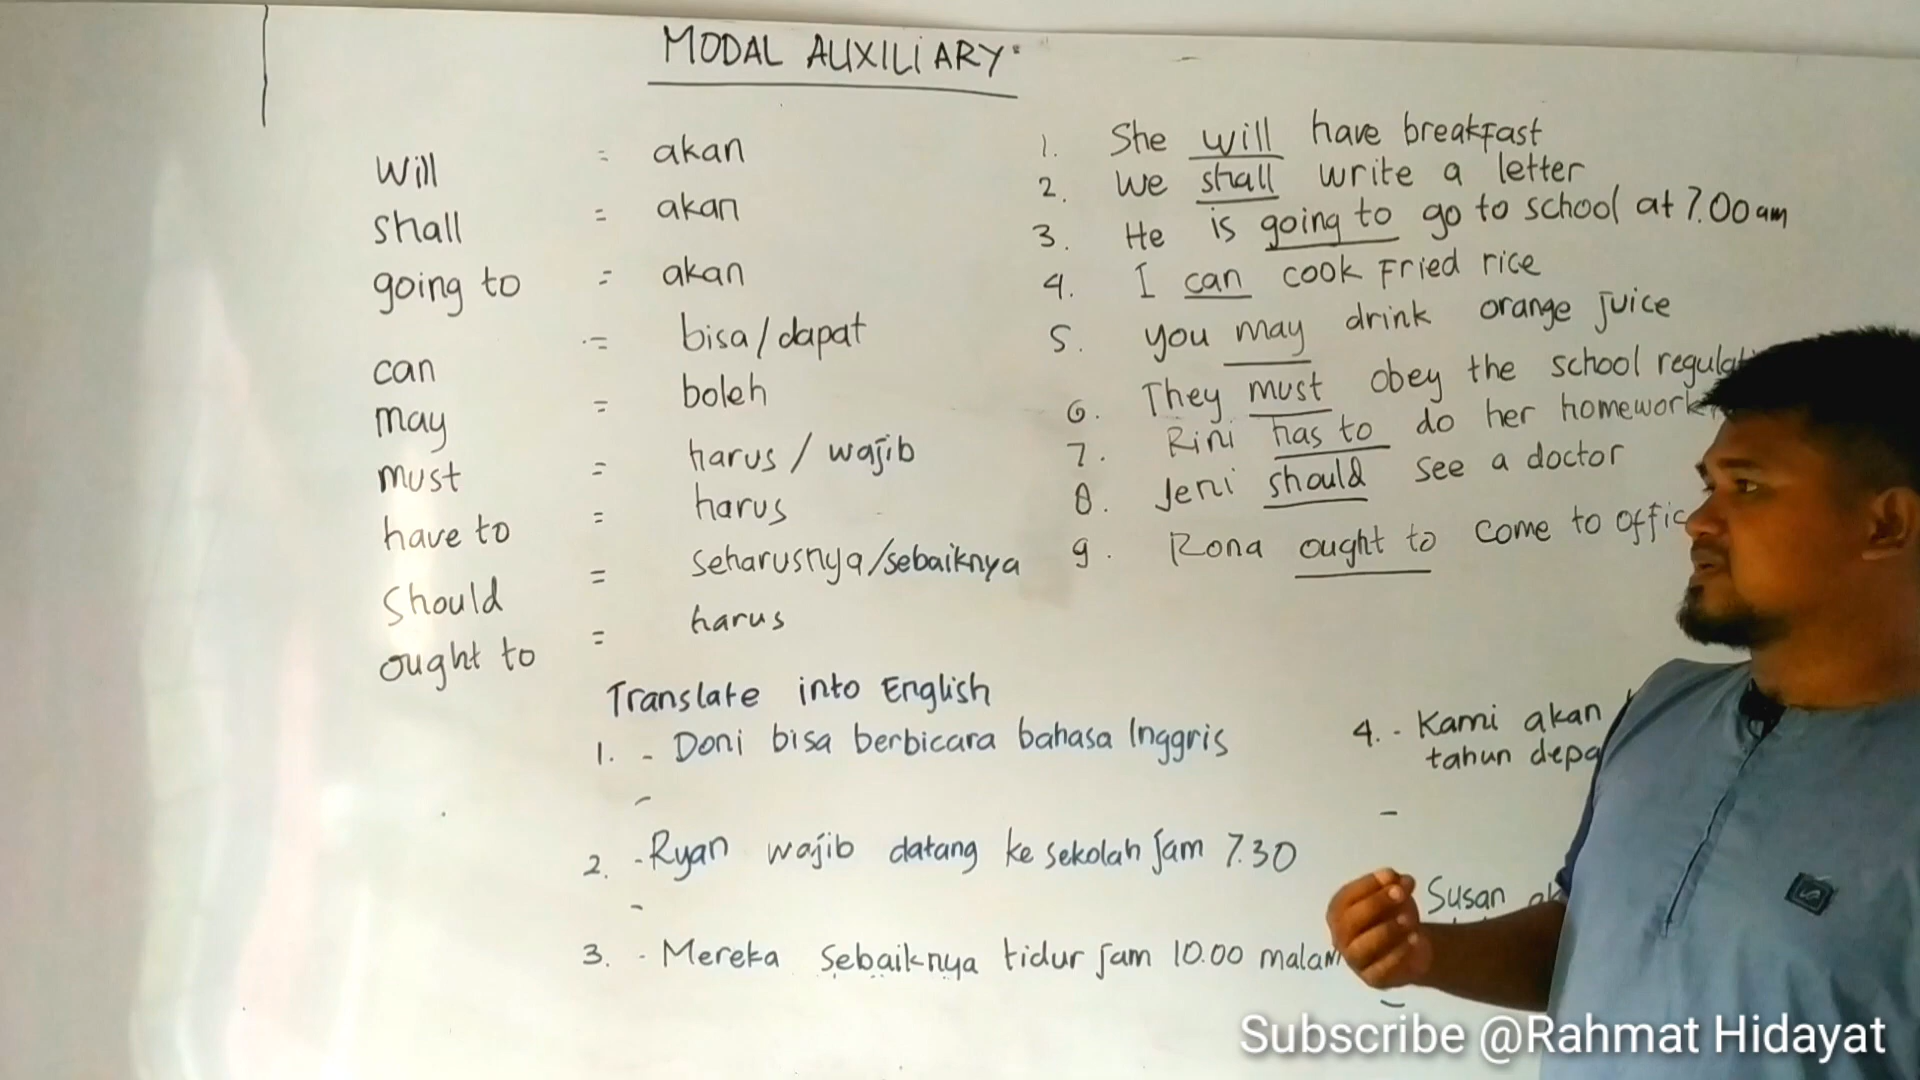 MODAL AUXILIARY
will = akan
shall = akan
going to = akan
can = bisa/dapat
may = boleh
must = harus / wajib
have to = harus
should = seharusnya/sebaiknya
ought to = harus
1. She will have breakfast
2. We shall write a letter
3. He is going to go to school at 7.00 am
4. I can cook Fried rice
5. you may drink orange juice
6. They must obey the school
7. Rini has to do her homework
8. Jeni should see a doctor
9. Rona ought to come to
Translate into English
1. - Doni bisa berbicara bahasa Inggris
-
2. - Ryan wajib datang ke sekolah jam 7.30
-
3. - Mereka sebaiknya tidur jam 10.00 malam
4. - Kami akan
tahun
-
Susan
-
Subscribe @Rahmat Hidayat